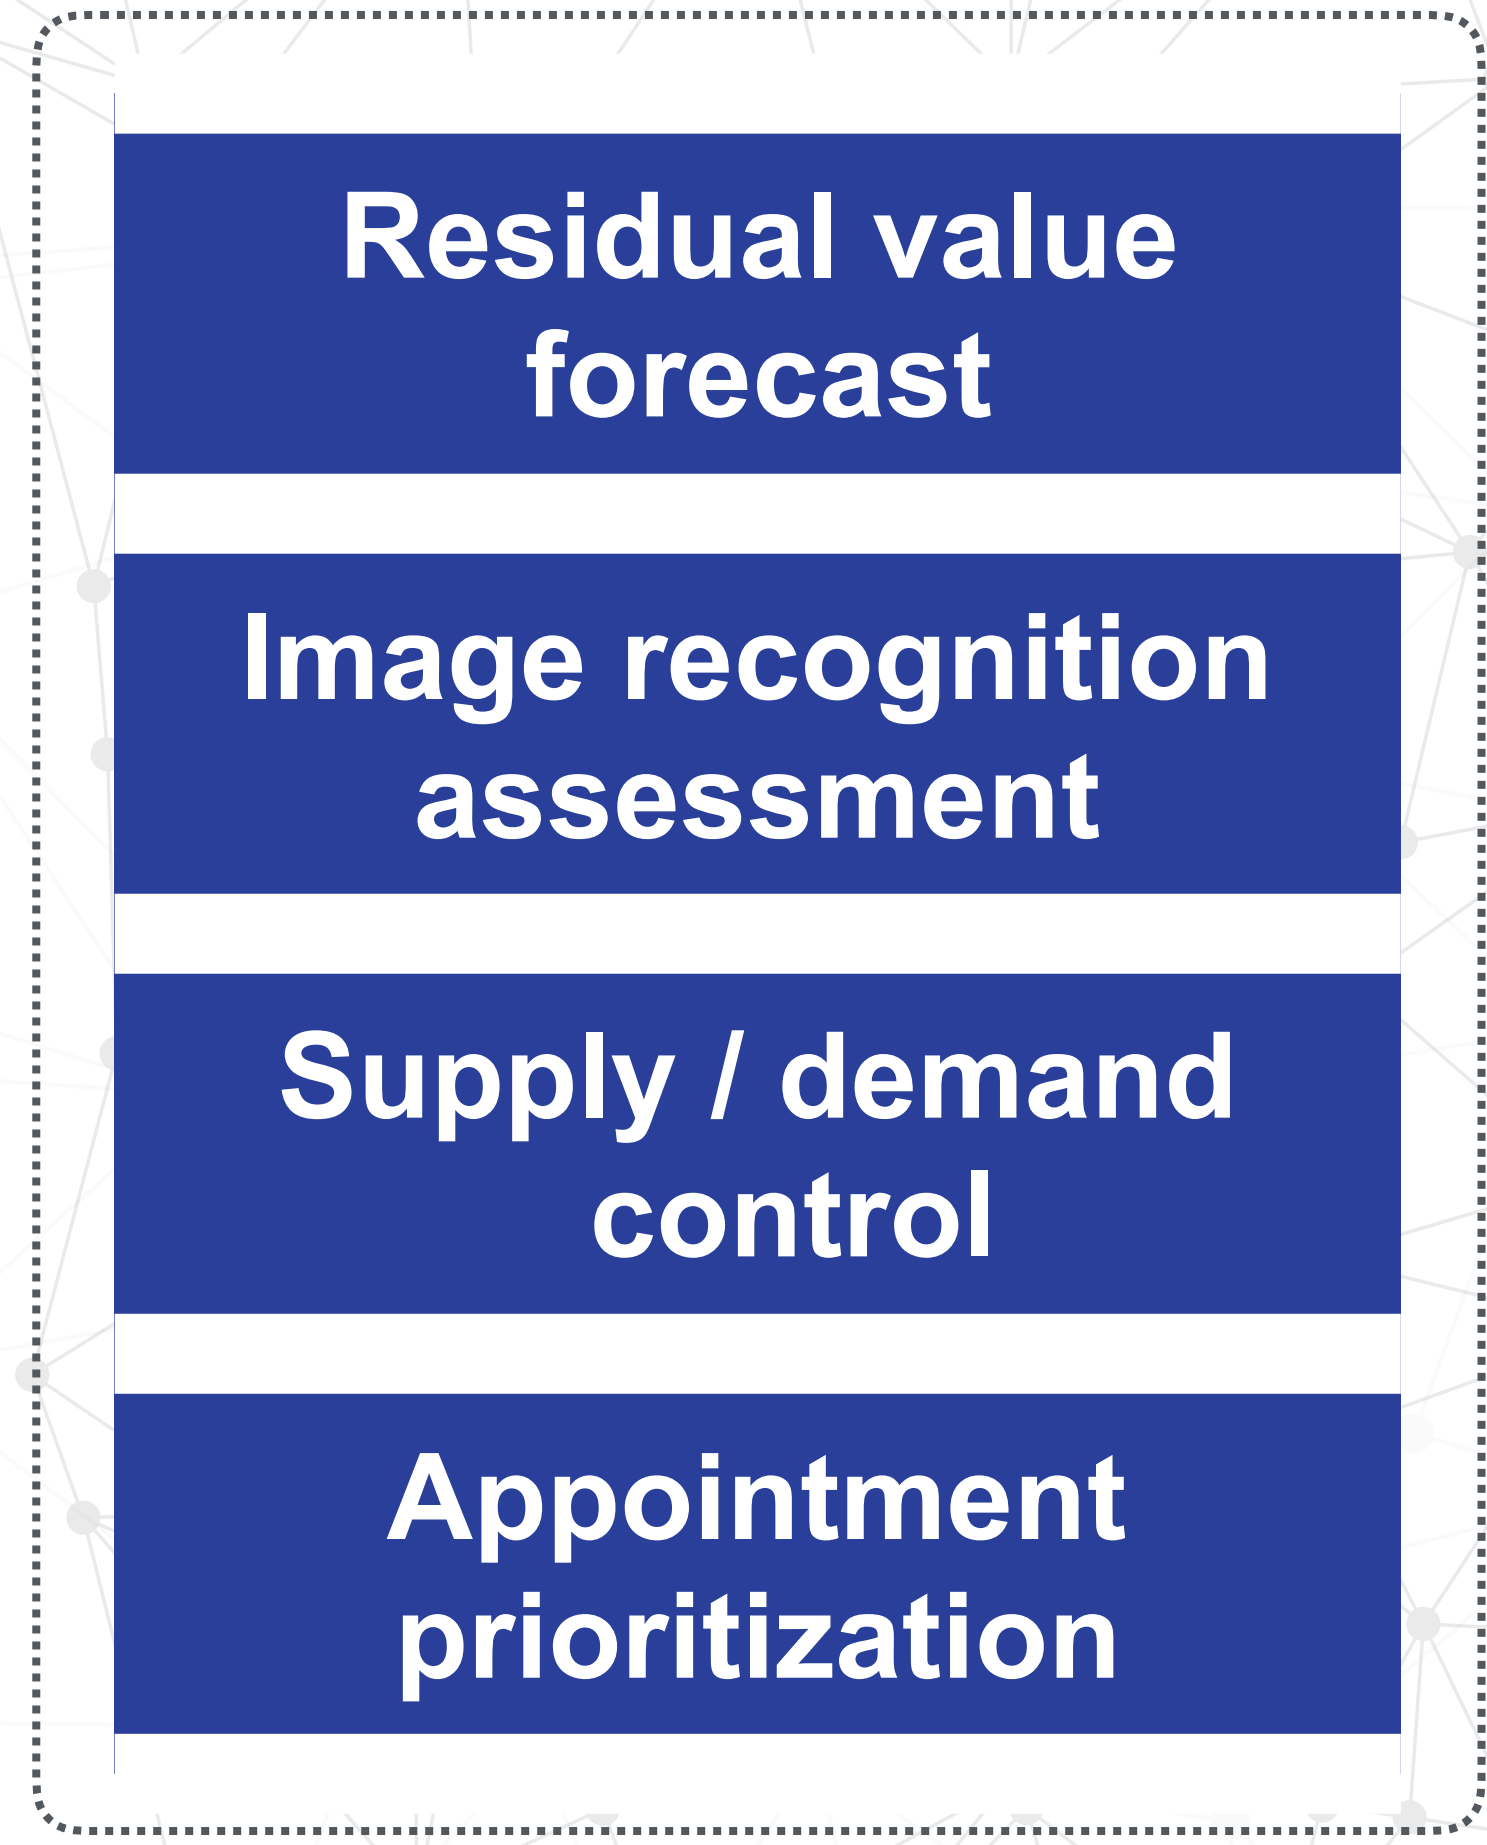 Residual value
forecast
Image recognition
assessment
Supply / demand
control
Appointment
prioritization